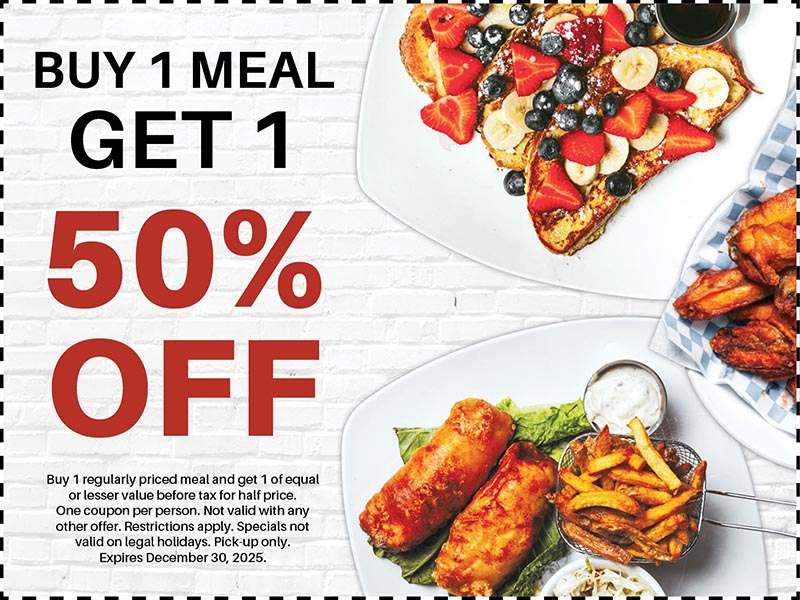 BUY 1 MEAL
GET 1
50%
OFF
Buy 1 regularly priced meal and get 1 of equal
or lesser value before tax for half price.
One coupon per person. Not valid with any
other offer. Restrictions apply. Specials not
valid on legal holidays. Pick-up only.
Expires December 30, 2025.